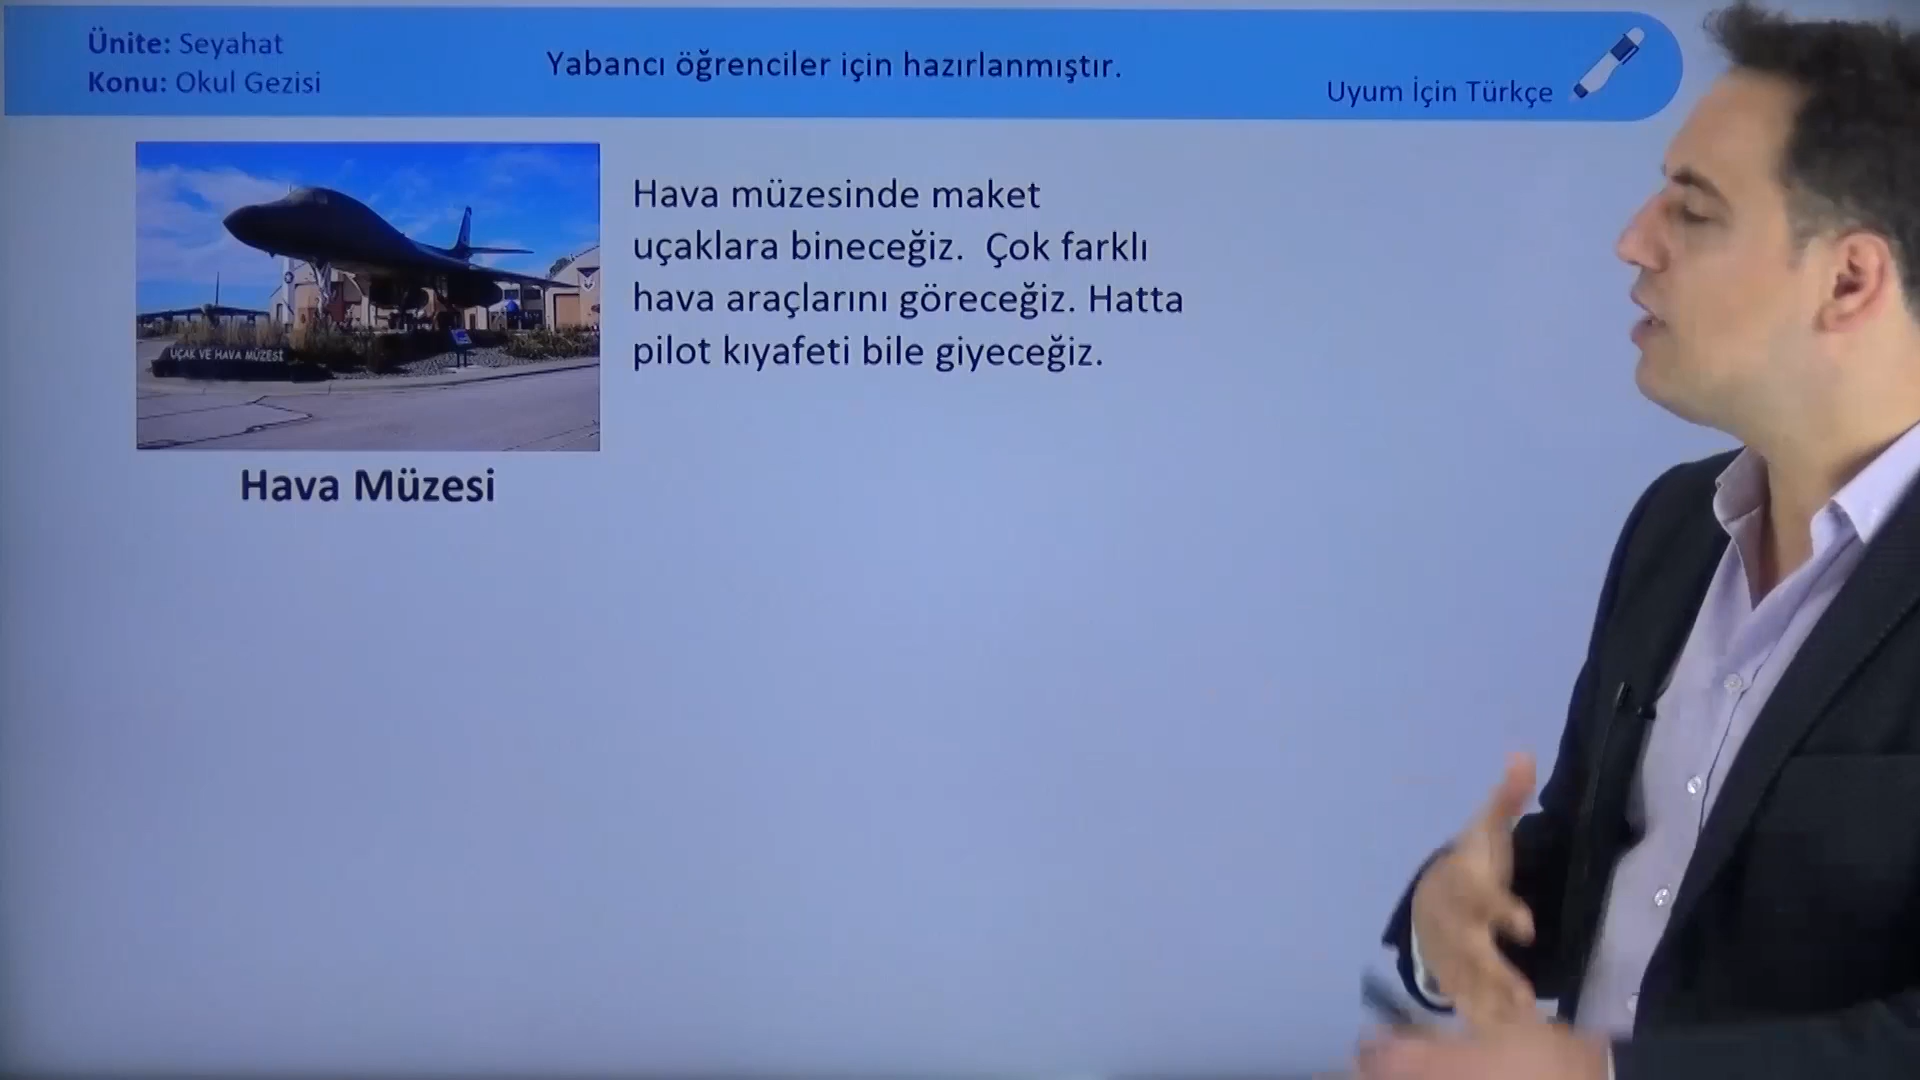 Ünite: Seyahat
Konu: Okul Gezisi
Yabancı öğrenciler için hazırlanmıştır.
Uyum İçin Türkçe
Hava müzesinde maket
uçaklara bineceğiz. Çok farklı
hava araçlarını göreceğiz. Hatta
pilot kıyafeti bile giyeceğiz.
UÇAK VE HAVA MÜZESİ
Hava Müzesi